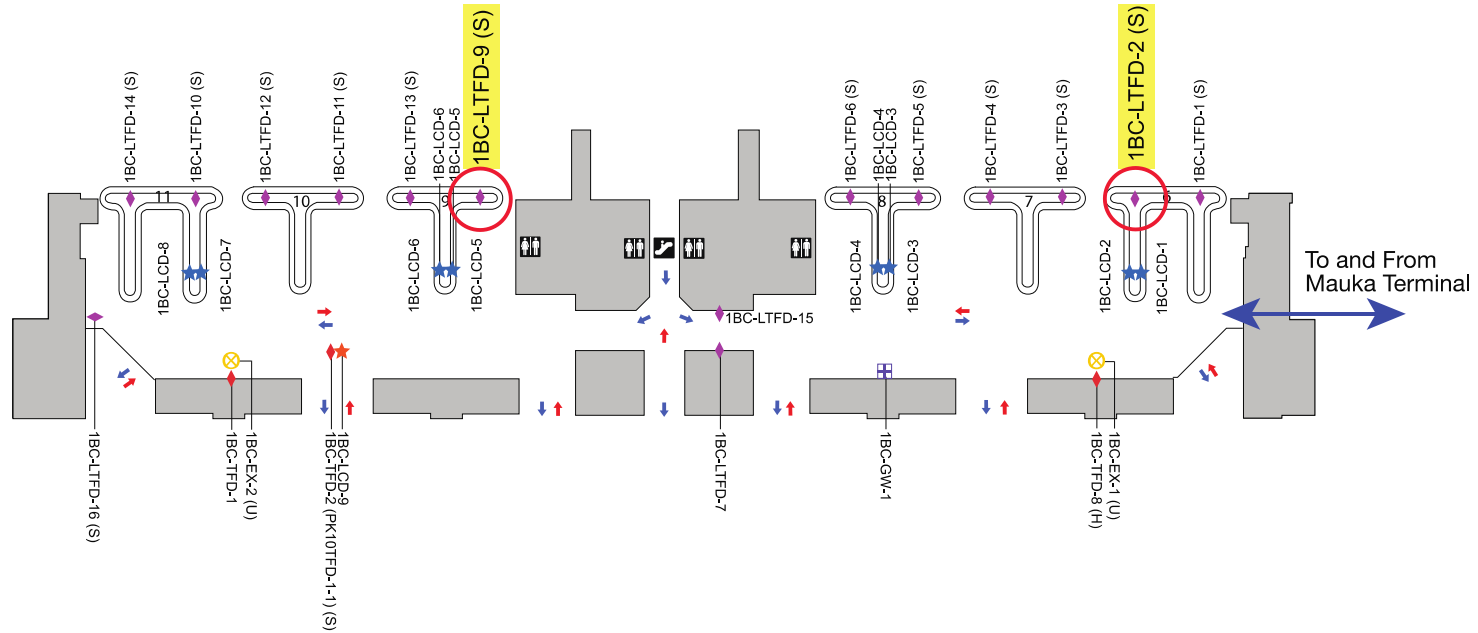 1BC-LTFD-14 (S)
1BC-LTFD-10 (S)
1BC-LTFD-12 (S)
1BC-LTFD-11 (S)
1BC-LTFD-13 (S)
1BC-LCD-6
1BC-LCD-5
1BC-LTFD-9 (S)
1BC-LTFD-6 (S)
1BC-LCD-4
1BC-LCD-3
1BC-LTFD-5 (S)
1BC-LTFD-4 (S)
1BC-LTFD-3 (S)
1BC-LTFD-2 (S)
1BC-LTFD-1 (S)
11
10
9
8
7
6
1BC-LCD-8
1BC-LCD-7
1BC-LCD-6
1BC-LCD-5
1BC-LCD-4
1BC-LCD-3
1BC-LCD-2
1BC-LCD-1
To and From
Mauka Terminal
1BC-LTFD-15
1BC-LTFD-16 (S)
1BC-TFD-1
1BC-EX-2 (U)
1BC-TFD-2 (PK10TFD-1-1) (S)
1BC-LCD-9
1BC-LTFD-7
1BC-GW-1
1BC-TFD-8 (H)
1BC-EX-1 (U)